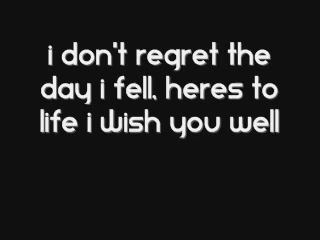 i don't regret the
day i fell, heres to
life i wish you well